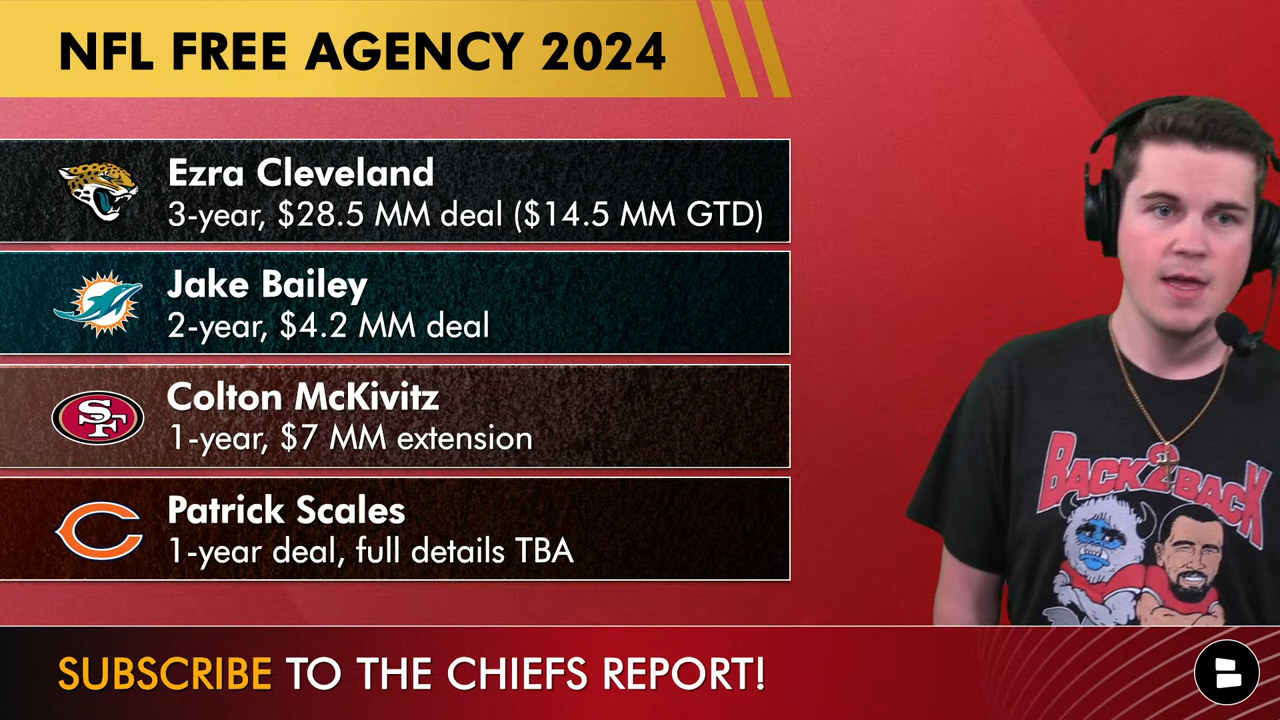 NFL FREE AGENCY 2024
Ezra Cleveland
3-year, $28.5 MM deal ($14.5 MM GTD)
Jake Bailey
2-year, $4.2 MM deal
SF
Colton McKivitz
1-year, $7 MM extension
Patrick Scales
1-year deal, full details TBA
BACK2BACK
SUBSCRIBE TO THE CHIEFS REPORT!